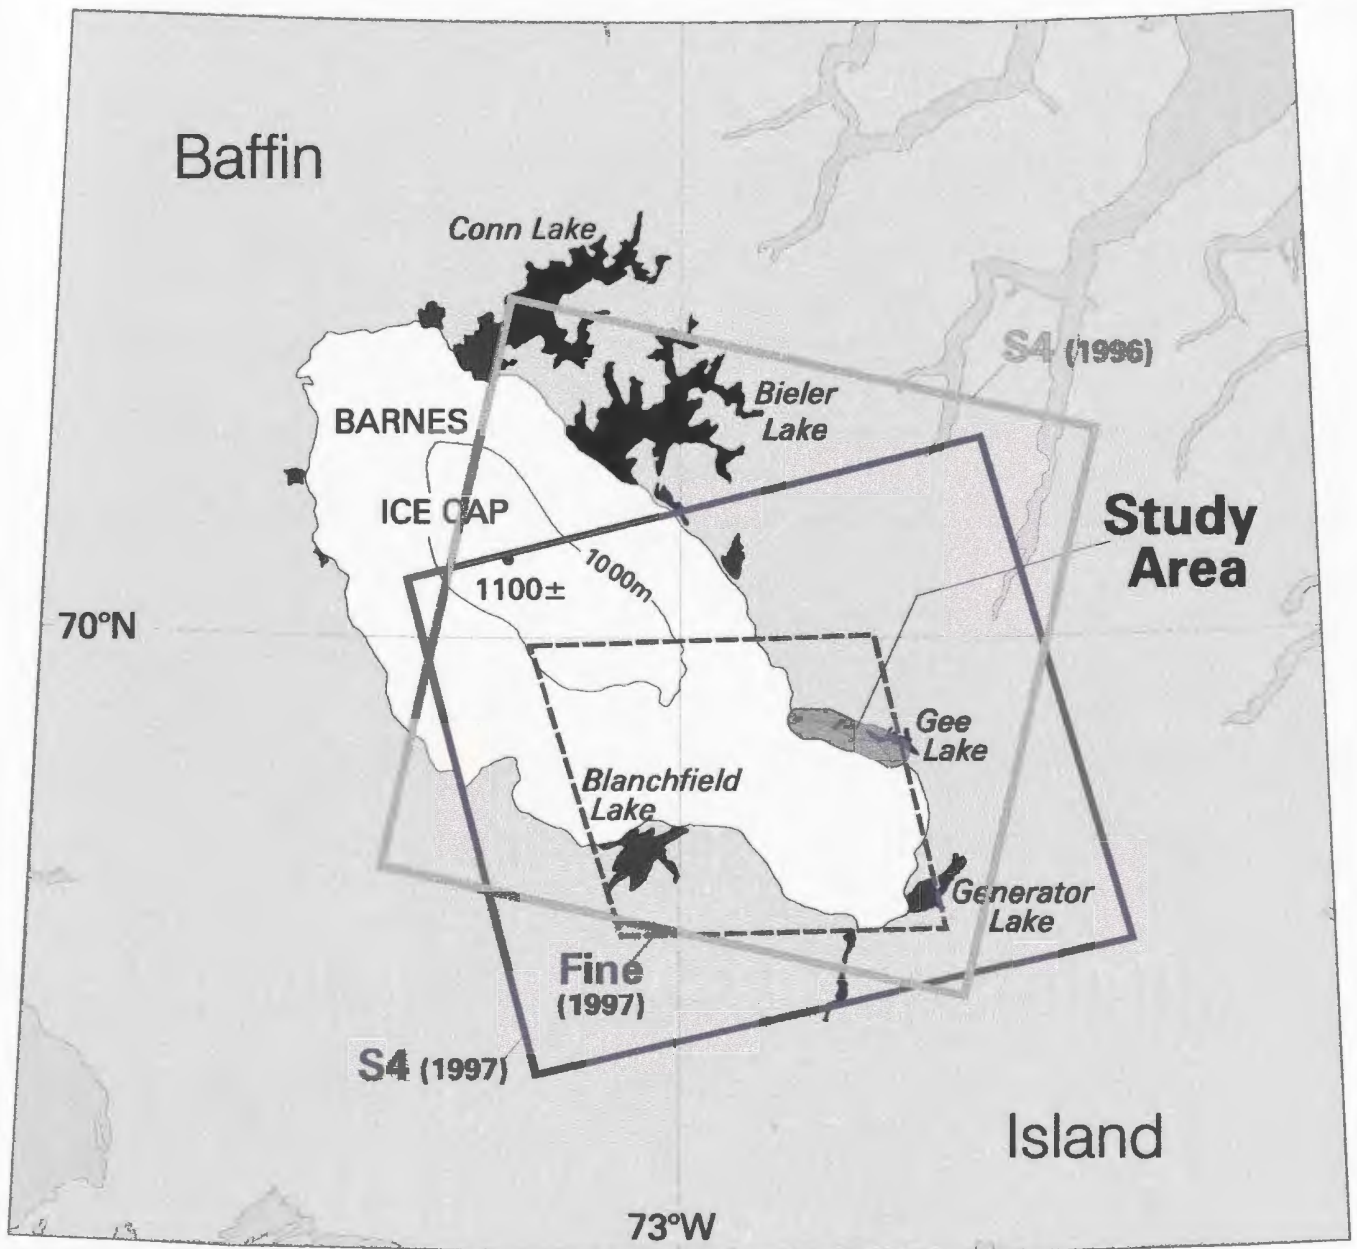 Baffin
Conn Lake
S4 (1996)
Bieler
Lake
BARNES
ICE CAP
1000m
1100±
Study
Area
70°N
Gee
Lake
Blanchfield
Lake
Generator
Lake
Fine
(1997)
S4 (1997)
Island
73°W